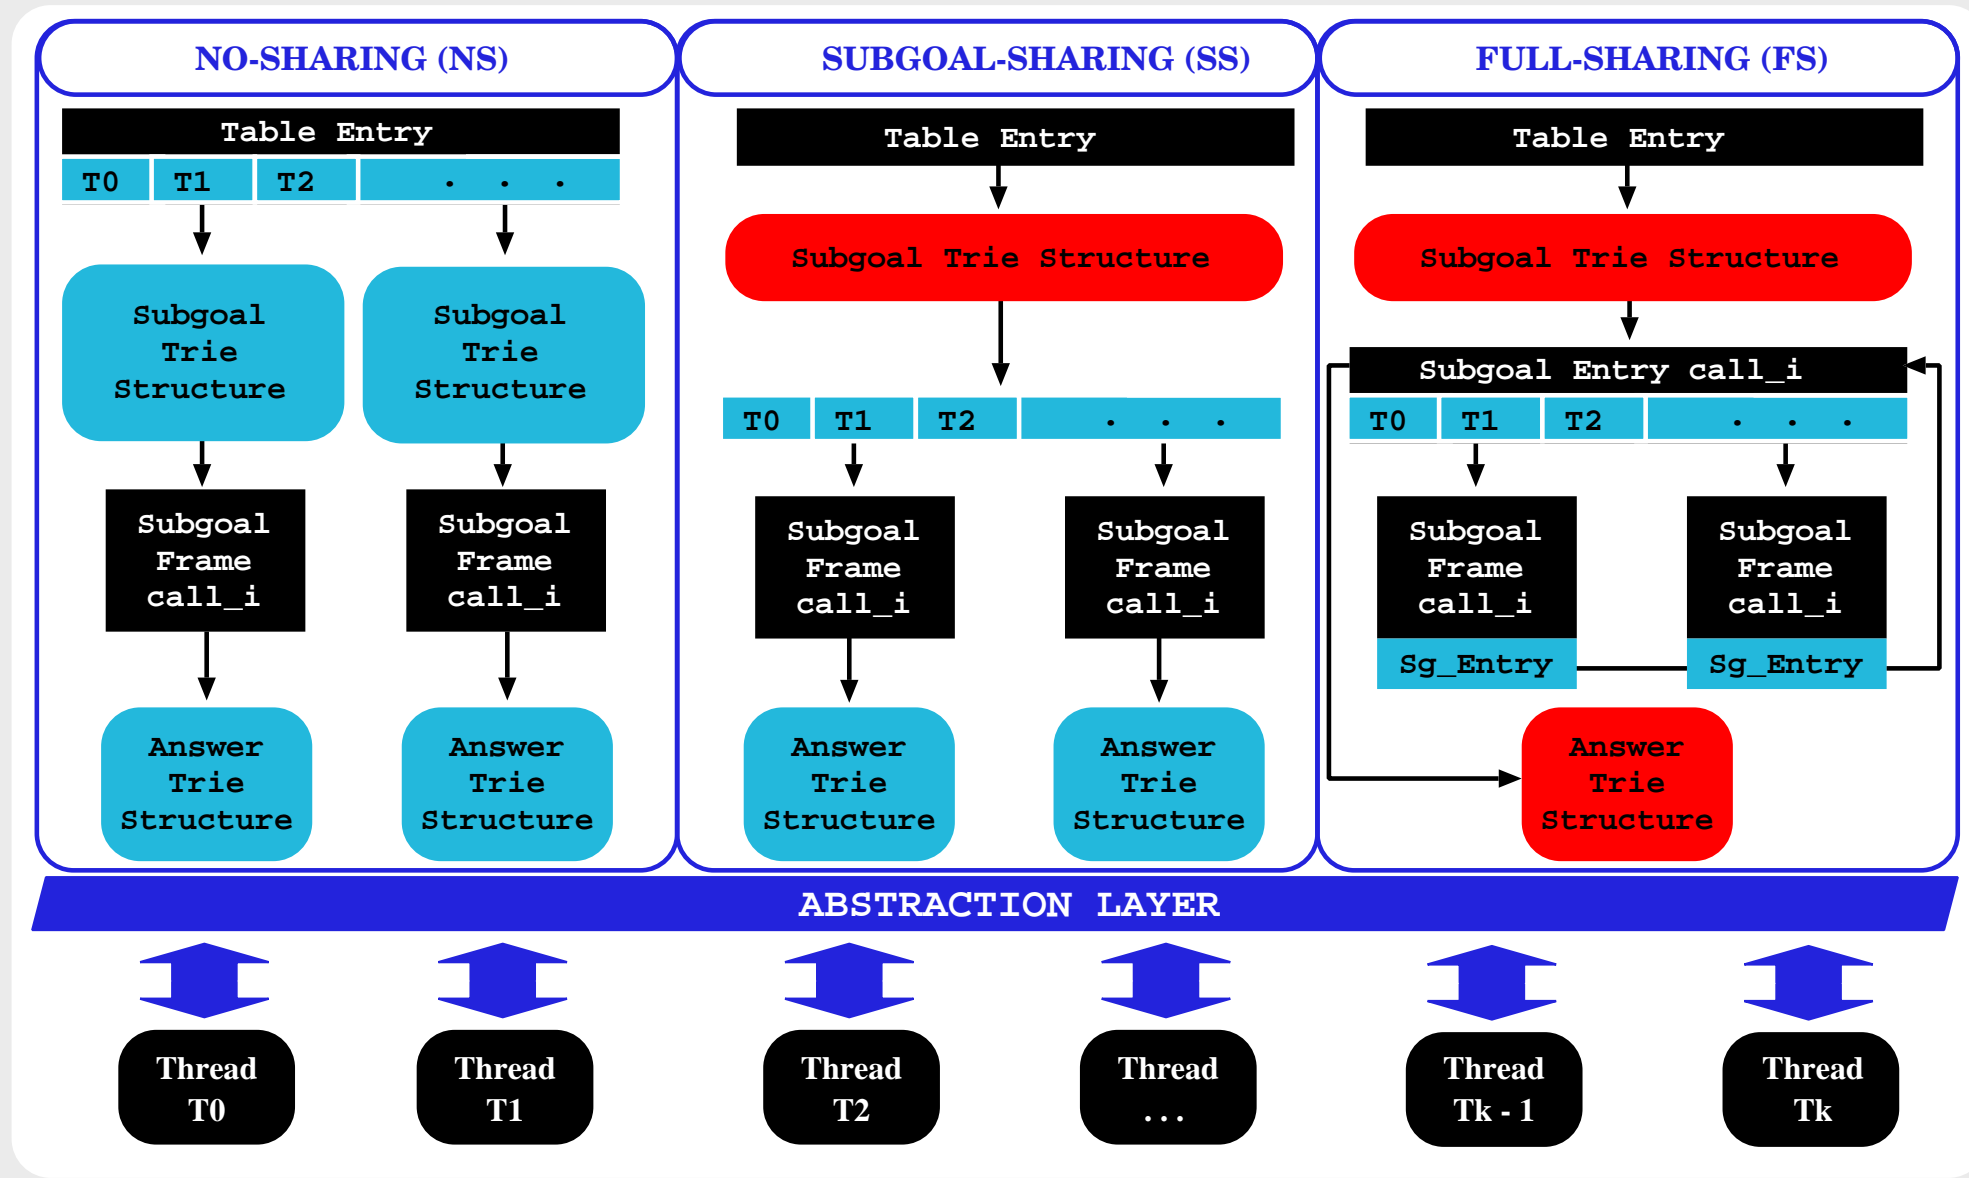 NO-SHARING (NS)
Table Entry
T0 T1 T2 . . .
Subgoal
Trie
Structure
Subgoal
Trie
Structure
Subgoal
Frame
call_i
Subgoal
Frame
call_i
Answer
Trie
Structure
Answer
Trie
Structure
SUBGOAL-SHARING (SS)
Table Entry
Subgoal Trie Structure
T0 T1 T2 . . .
Subgoal
Frame
call_i
Subgoal
Frame
call_i
Answer
Trie
Structure
Answer
Trie
Structure
FULL-SHARING (FS)
Table Entry
Subgoal Trie Structure
Subgoal Entry call_i
T0 T1 T2 . . .
Subgoal
Frame
call_i
Sg_Entry
Subgoal
Frame
call_i
Sg_Entry
Answer
Trie
Structure
ABSTRACTION LAYER
Thread
T0
Thread
T1
Thread
T2
Thread
. . .
Thread
Tk - 1
Thread
Tk